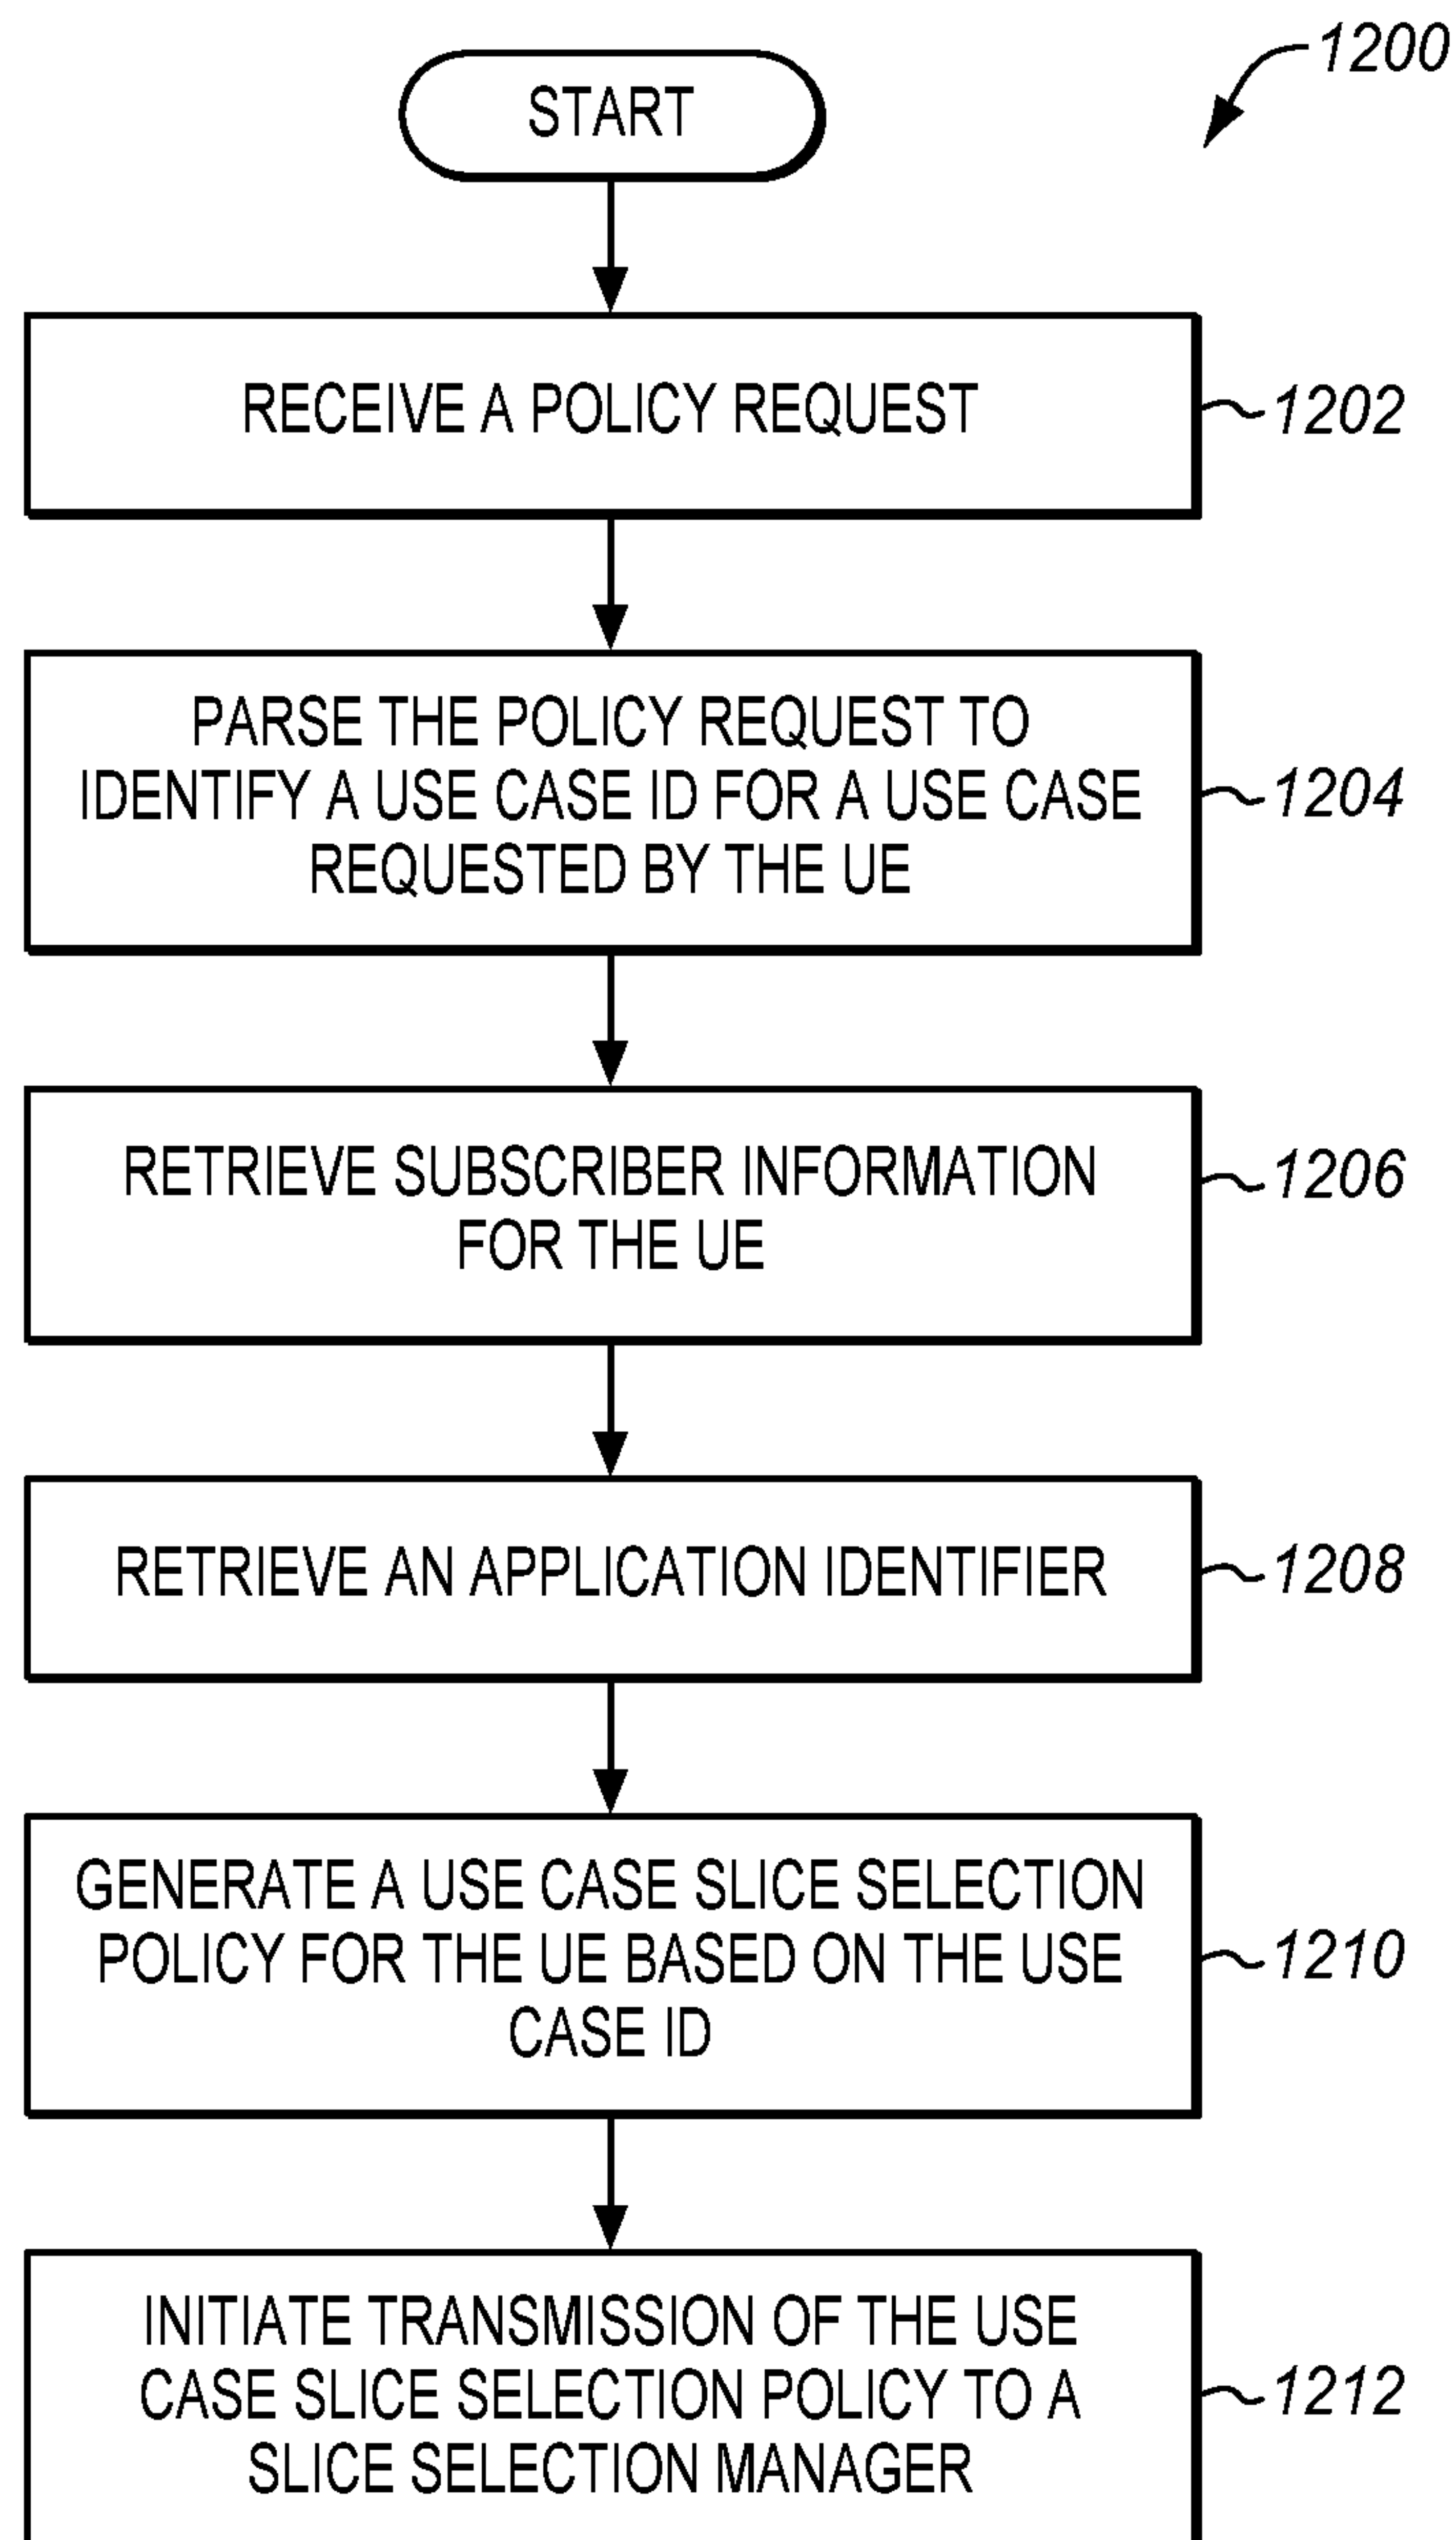 1200
START
RECEIVE A POLICY REQUEST
1202
PARSE THE POLICY REQUEST TO
IDENTIFY A USE CASE ID FOR A USE CASE
REQUESTED BY THE UE
1204
RETRIEVE SUBSCRIBER INFORMATION
FOR THE UE
1206
RETRIEVE AN APPLICATION IDENTIFIER
1208
GENERATE A USE CASE SLICE SELECTION
POLICY FOR THE UE BASED ON THE USE
CASE ID
1210
INITIATE TRANSMISSION OF THE USE
CASE SLICE SELECTION POLICY TO A
SLICE SELECTION MANAGER
1212